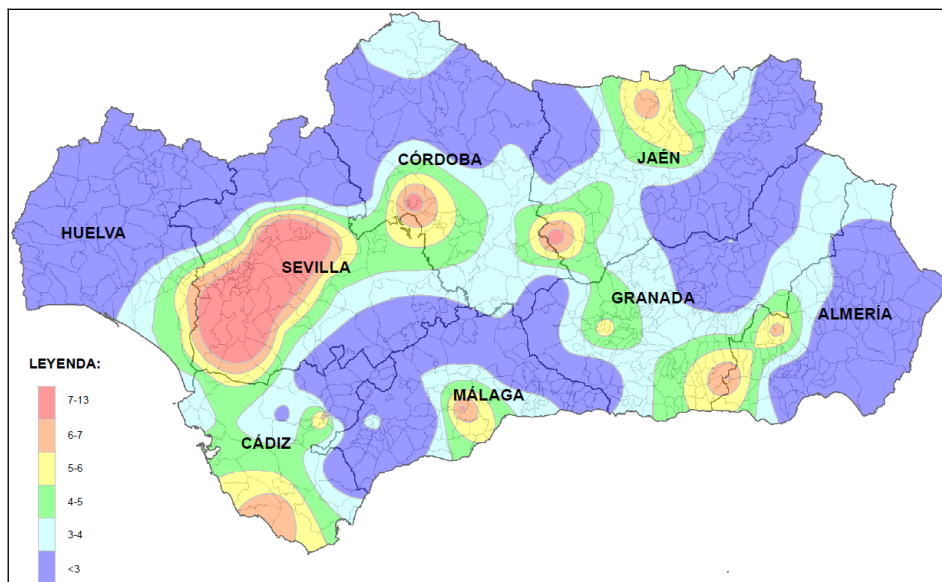 CÓRDOBA
JAÉN
HUELVA
SEVILLA
GRANADA
ALMERÍA
LEYENDA:
7-13
6-7
5-6
4-5
3-4
<3
MÁLAGA
CÁDIZ